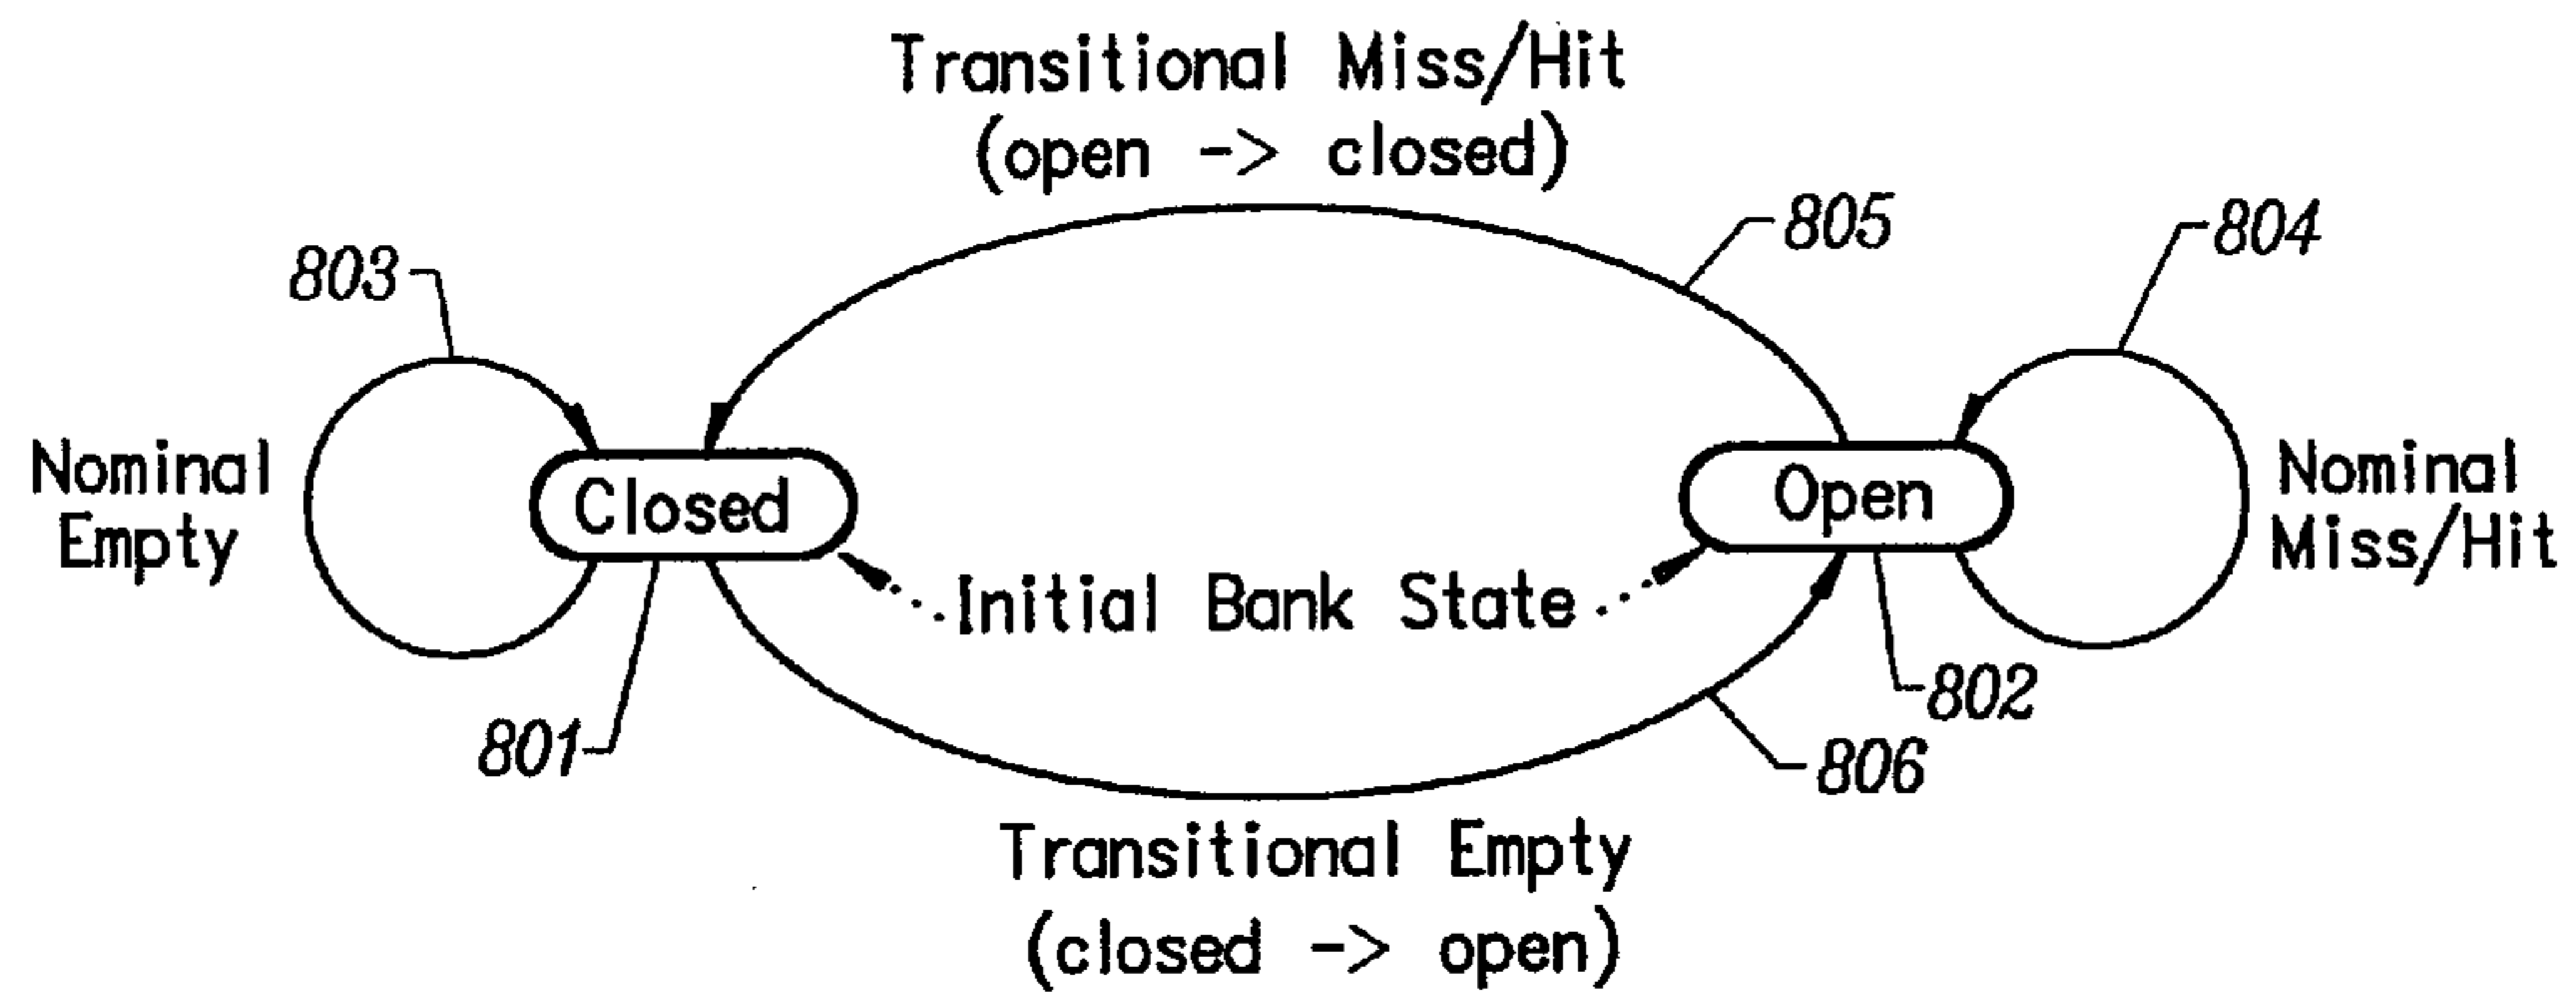 Transitional Miss/Hit
(open -> closed)
805
804
803
Nominal
Empty
Closed
Open
Nominal
Miss/Hit
Initial Bank State
802
801
806
Transitional Empty
(closed -> open)